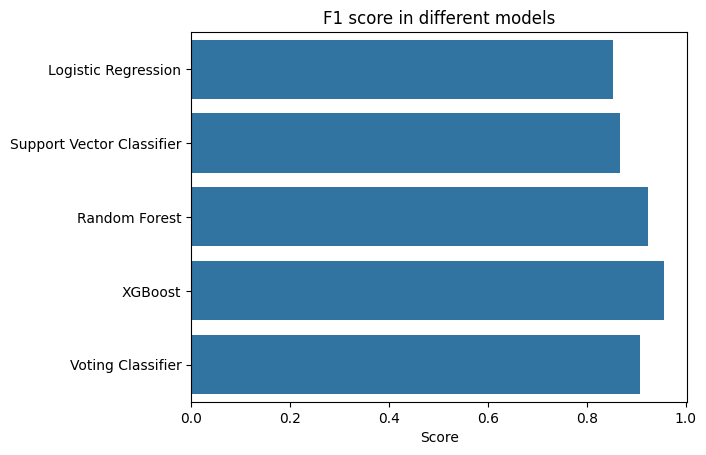 F1 score in different models
Logistic Regression
Support Vector Classifier
Random Forest
XGBoost
Voting Classifier
0.0 0.2 0.4 0.6 0.8 1.0
Score